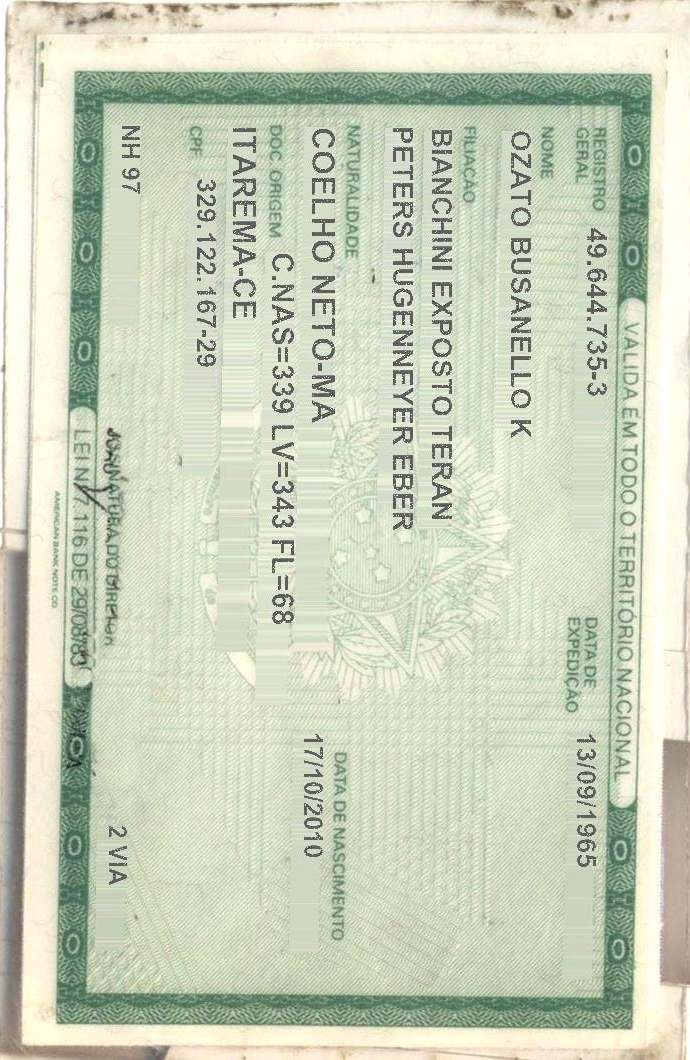 VÁLIDA EM TODO O TERRITÓRIO NACIONAL
REGISTRO GERAL 49.644.735-3 DATA DE EXPEDIÇÃO 13/09/1965
NOME
OZATO BUSANELLO K
FILIAÇÃO
BIANCHINI EXPOSTO TERAN
PETERS HUGENNEYER EBER
NATURALIDADE DATA DE NASCIMENTO
COELHO NETO-MA 17/10/2010
DOC. ORIGEM C.NAS=339 LV=343 FL=68
ITAREMA-CE
CPF 329.122.167-29
NH 97 2 VIA
ASSINATURA DO DIRETOR
LEI Nº 7.116 DE 29/08/83
AMERICAN BANK NOTE CO.